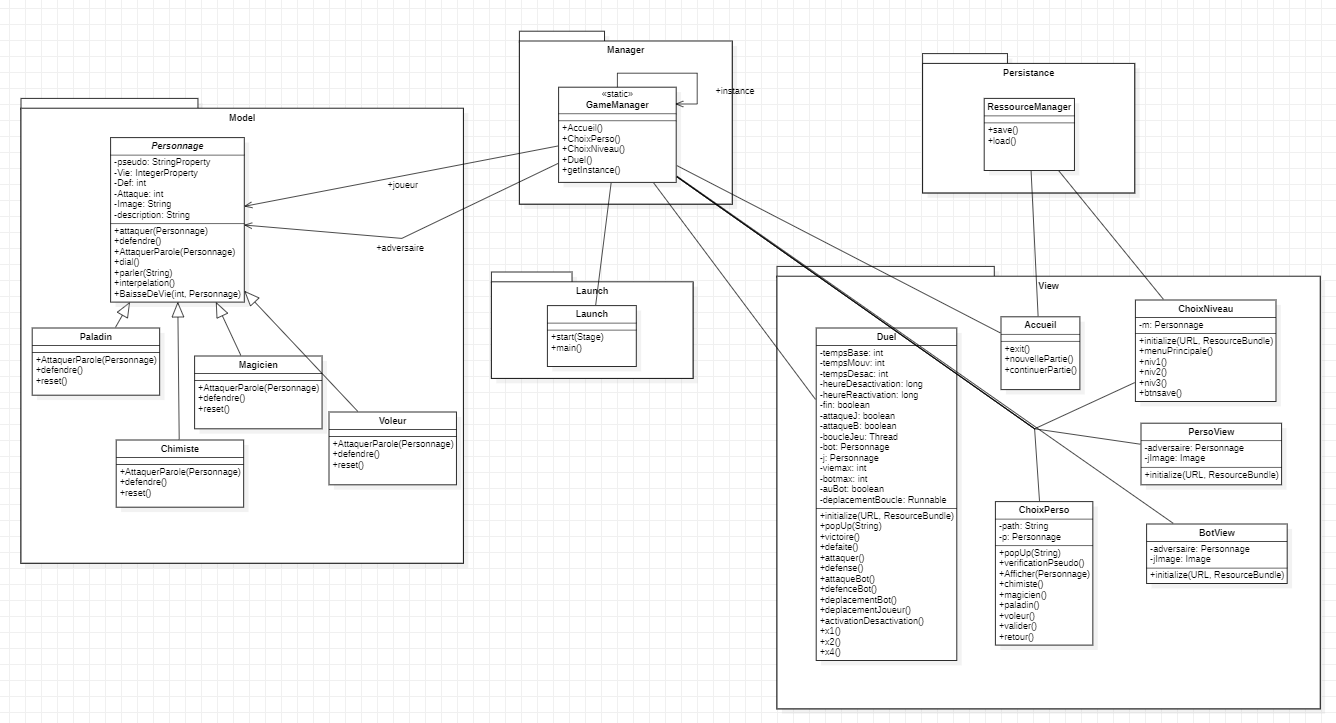 Model
Personnage
-pseudo: StringProperty
-Vie: IntegerProperty
-Def: int
-Attaque: int
-Image: String
-description: String
+attaquer(Personnage)
+defendre()
+AttaquerParole(Personnage)
+dial()
+parler(String)
+interpelation()
+BaisseDeVie(int, Personnage)
Paladin
+AttaquerParole(Personnage)
+defendre()
+reset()
Magicien
+AttaquerParole(Personnage)
+defendre()
+reset()
Chimiste
+AttaquerParole(Personnage)
+defendre()
+reset()
Voleur
+AttaquerParole(Personnage)
+defendre()
+reset()
+joueur
+adversaire
Manager
«static»
GameManager
+Accueil()
+ChoixPerso()
+ChoixNiveau()
+Duel()
+getInstance()
+instance
Launch
Launch
+start(Stage)
+main()
Persistance
RessourceManager
+save()
+load()
View
Duel
-tempsBase: int
-tempsMouv: int
-tempsDesac: int
-heureDesactivation: long
-heureReactivation: long
-fin: boolean
-attaqueJ: boolean
-attaqueB: boolean
-boucleJeu: Thread
-bot: Personnage
-j: Personnage
-viemax: int
-botmax: int
-auBot: boolean
-deplacementBoucle: Runnable
+initialize(URL, ResourceBundle)
+popUp(String)
+victoire()
+defaite()
+attaquer()
+defense()
+attaqueBot()
+defenceBot()
+deplacementBot()
+deplacementJoueur()
+activationDesactivation()
+x1()
+x2()
+x4()
Accueil
+exit()
+nouvellePartie()
+continuerPartie()
ChoixNiveau
-m: Personnage
+initialize(URL, ResourceBundle)
+menuPrincipale()
+niv1()
+niv2()
+niv3()
+btnsave()
PersoView
-adversaire: Personnage
-jImage: Image
+initialize(URL, ResourceBundle)
ChoixPerso
-path: String
-p: Personnage
+popUp(String)
+verificationPseudo()
+Afficher(Personnage)
+chimiste()
+magicien()
+paladin()
+voleur()
+valider()
+retour()
BotView
-adversaire: Personnage
-jImage: Image
+initialize(URL, ResourceBundle)